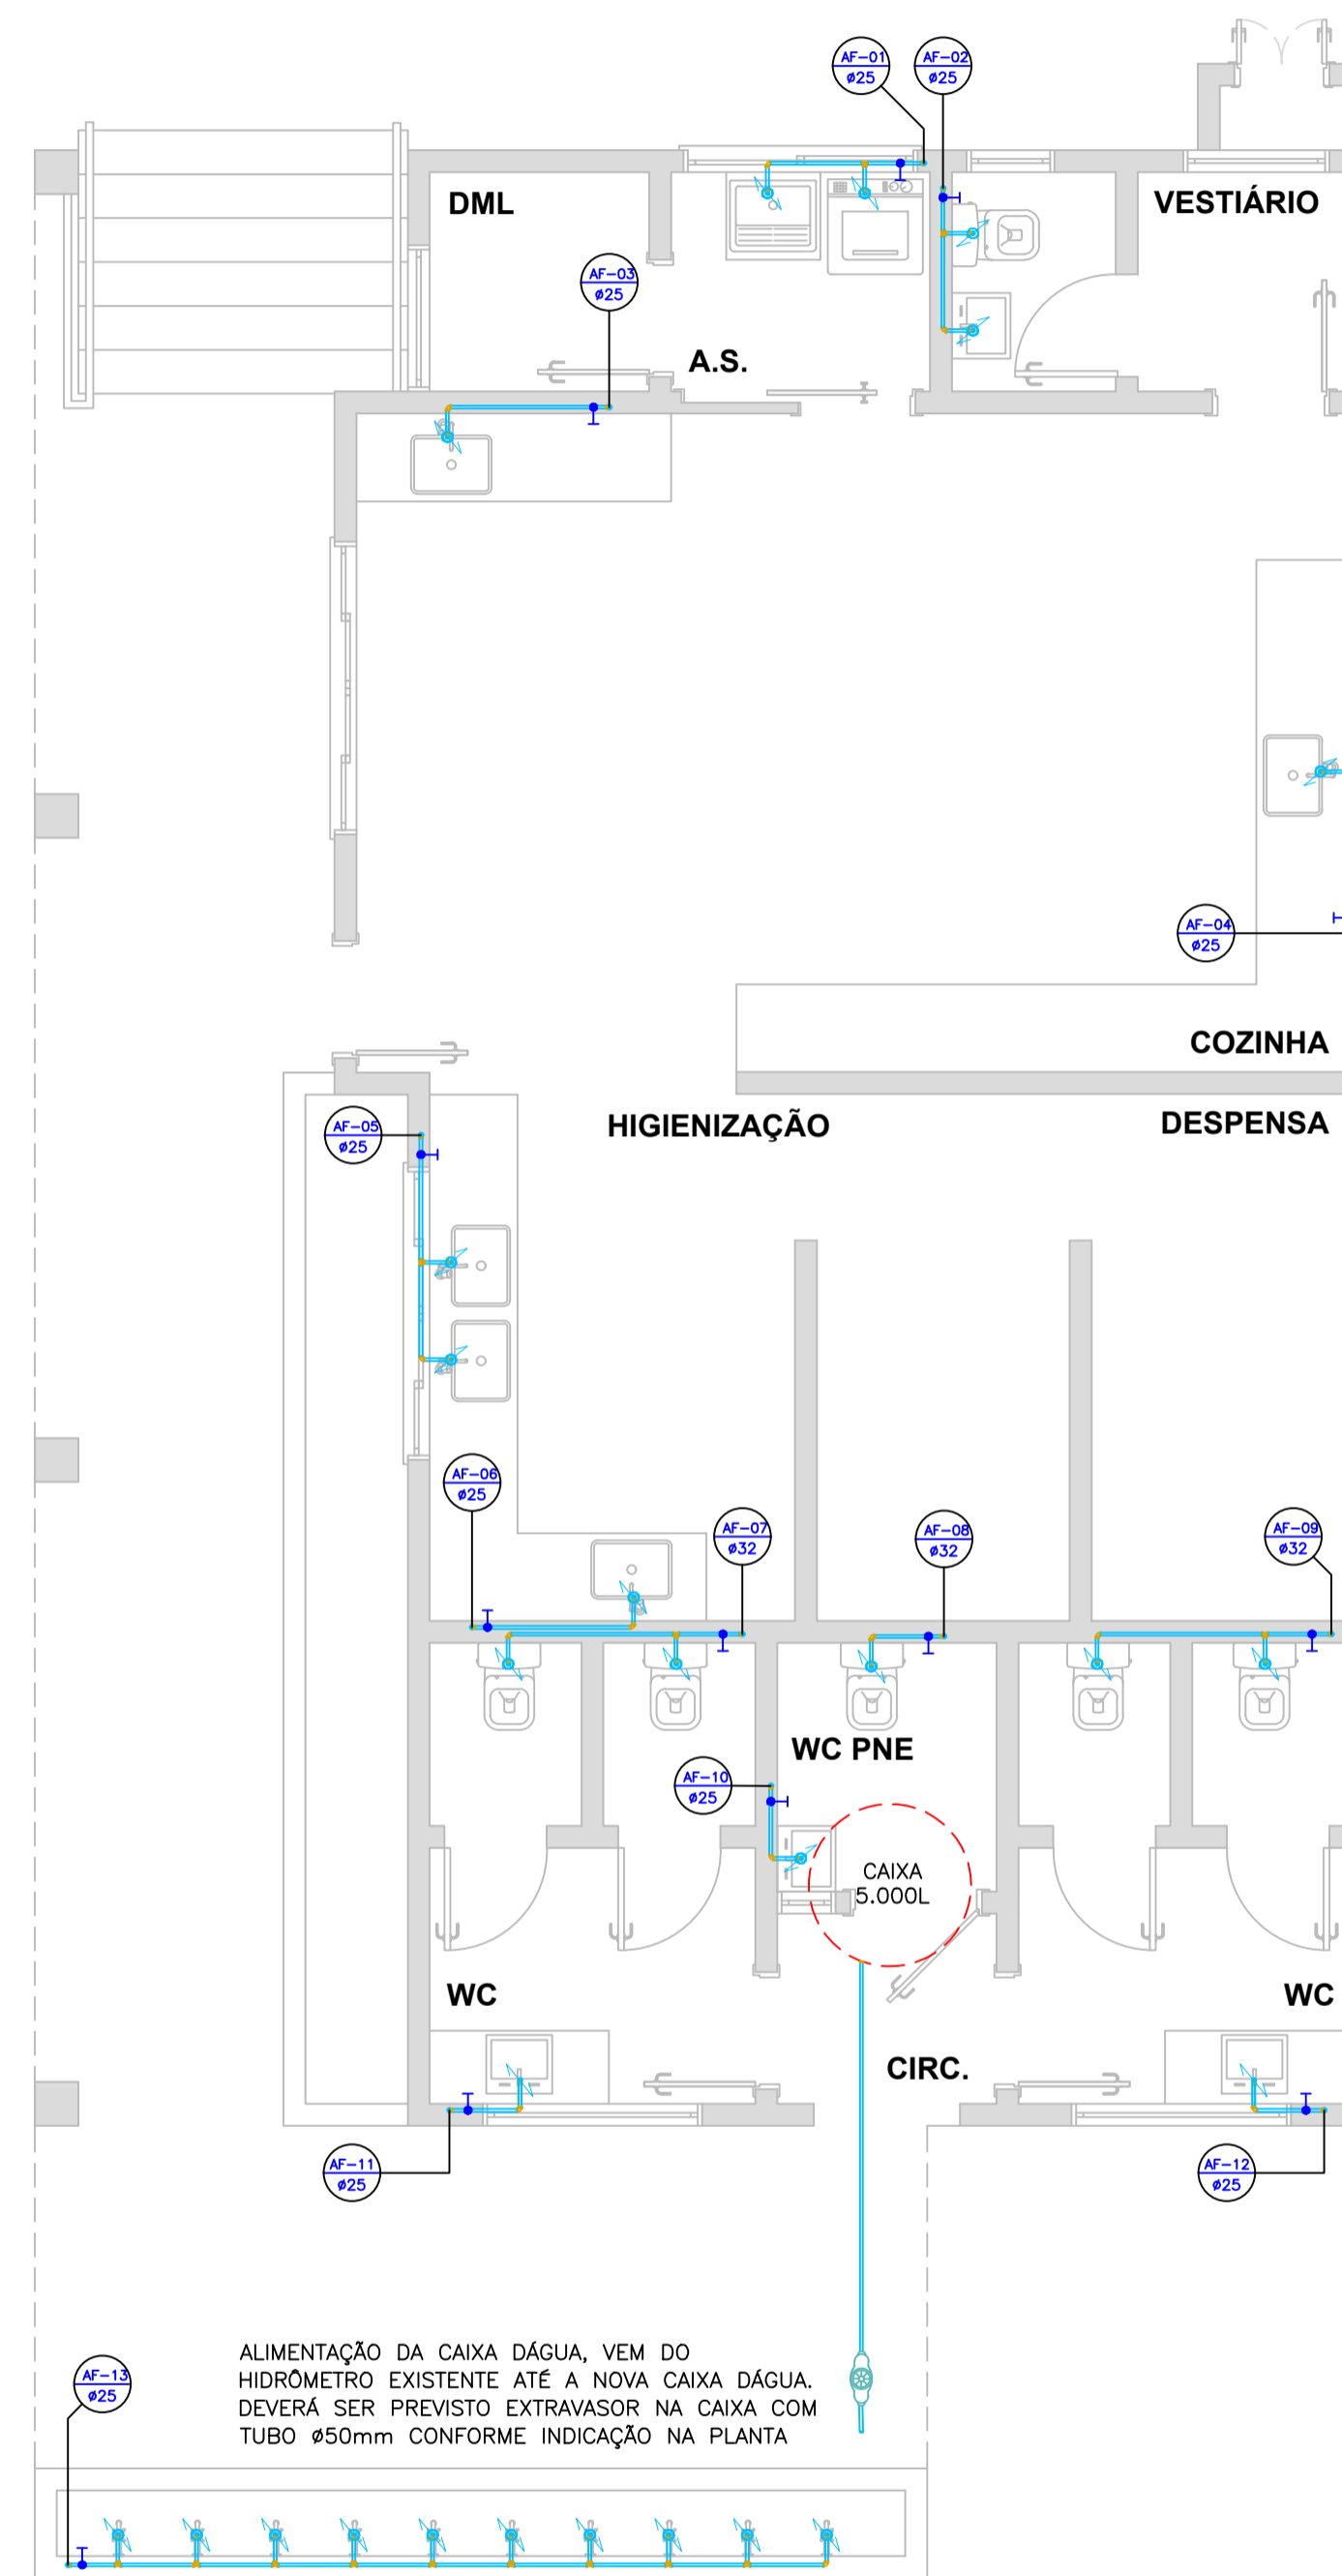 AF-01
ø25
AF-02
ø25
DML
VESTIÁRIO
AF-03
ø25
A.S.
AF-04
ø25
COZINHA
HIGIENIZAÇÃO
DESPENSA
AF-05
ø25
AF-06
ø25
AF-07
ø32
AF-08
ø32
AF-09
ø32
WC PNE
AF-10
ø25
CAIXA
5.000L
WC
WC
CIRC.
AF-11
ø25
AF-12
ø25
ALIMENTAÇÃO DA CAIXA DÁGUA, VEM DO
HIDRÔMETRO EXISTENTE ATÉ A NOVA CAIXA DÁGUA.
DEVERÁ SER PREVISTO EXTRAVASOR NA CAIXA COM
TUBO ø50mm CONFORME INDICAÇÃO NA PLANTA
AF-13
ø25